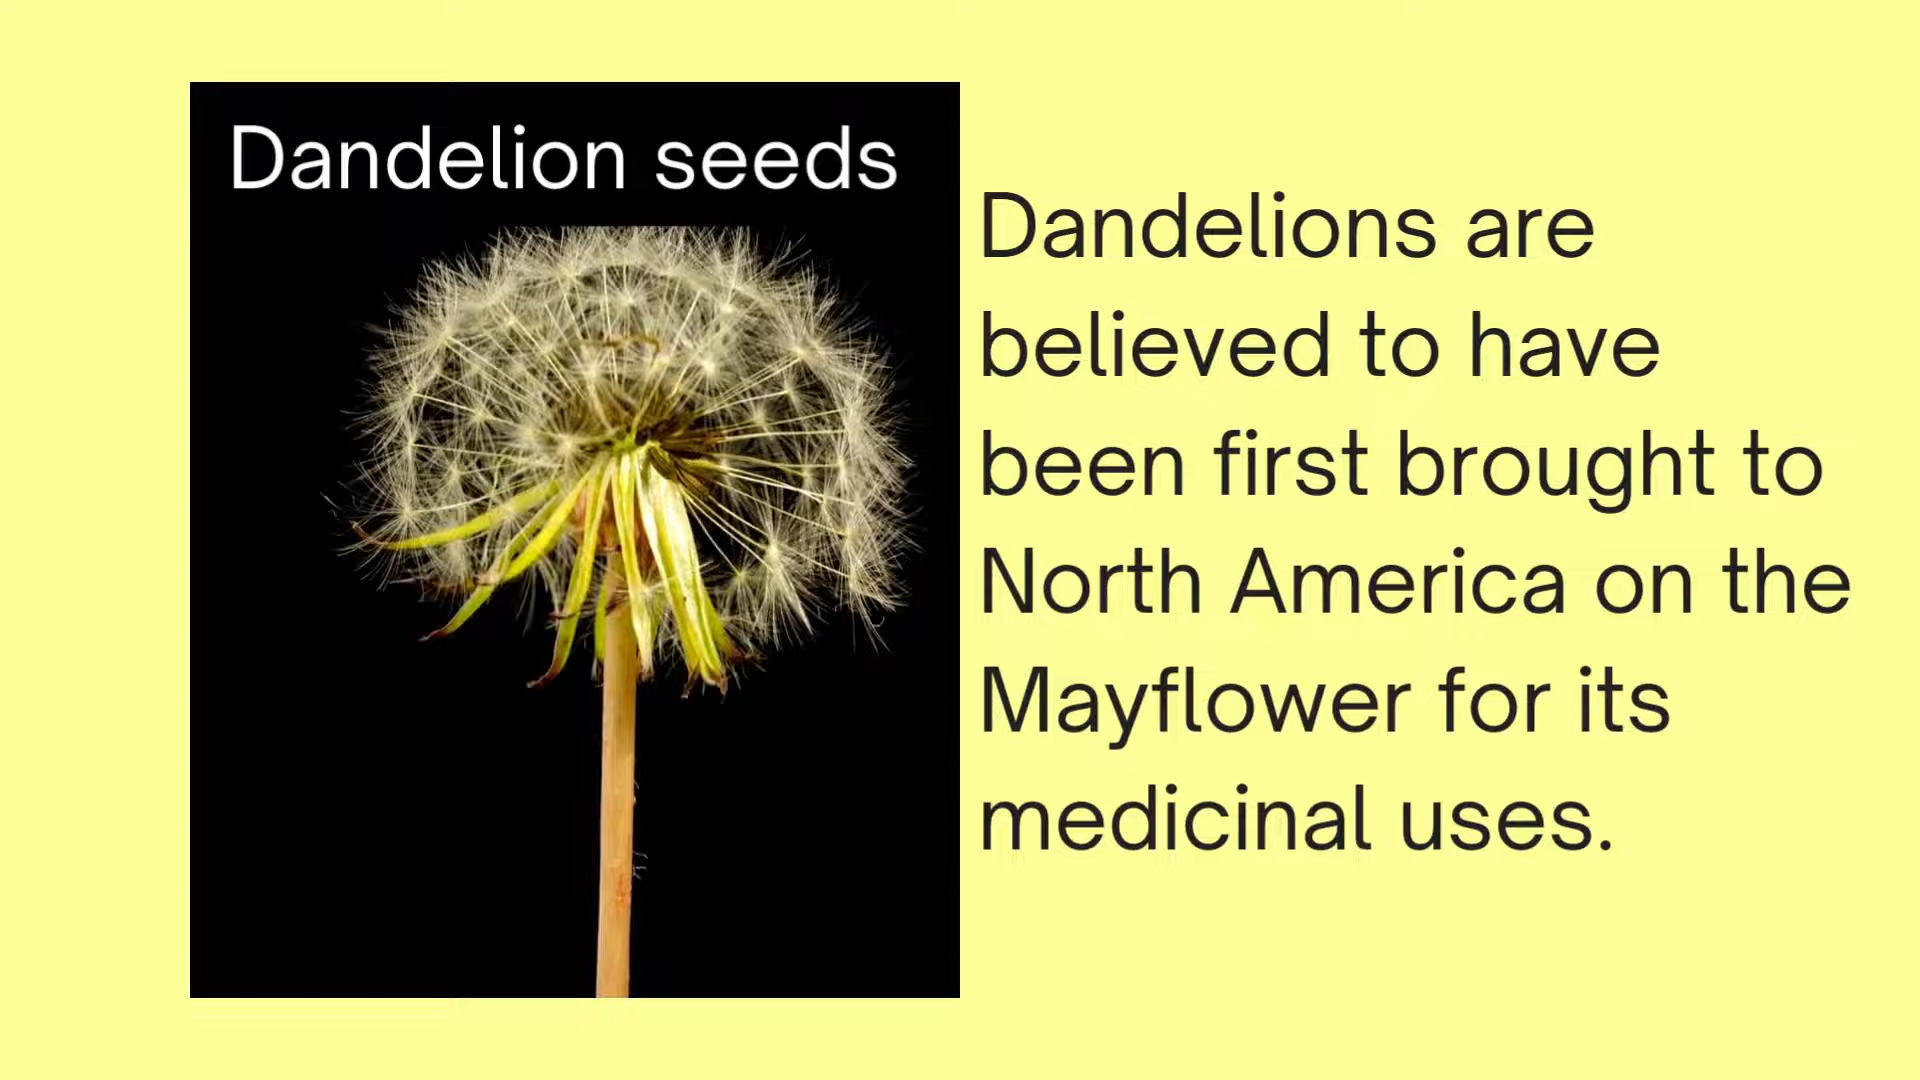 Dandelion seeds
Dandelions are
believed to have
been first brought to
North America on the
Mayflower for its
medicinal uses.